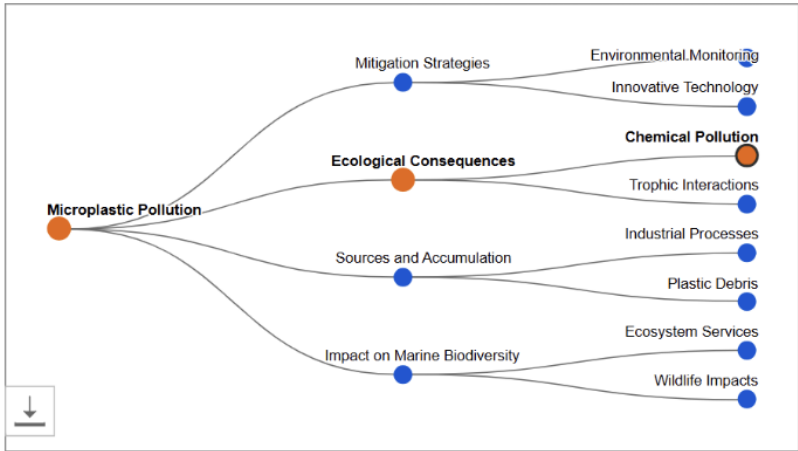 Mitigation Strategies
Environmental.Monitoring
Innovative Technology
Ecological Consequences
Chemical Pollution
Trophic Interactions
Microplastic Pollution
Sources and Accumulation
Industrial Processes
Plastic Debris
Impact on Marine Biodiversity
Ecosystem Services
Wildlife Impacts